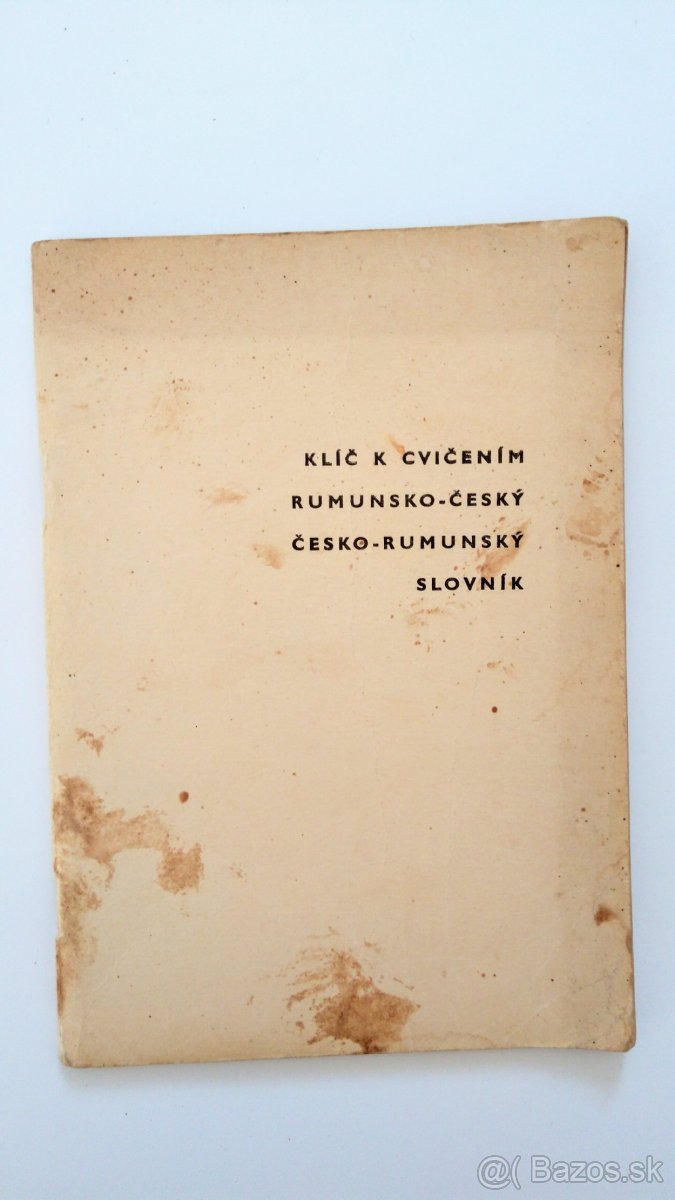 KLÍČ K CVIČENÍM
RUMUNSKO-ČESKÝ
ČESKO-RUMUNSKÝ
SLOVNÍK
@( Bazos.sk